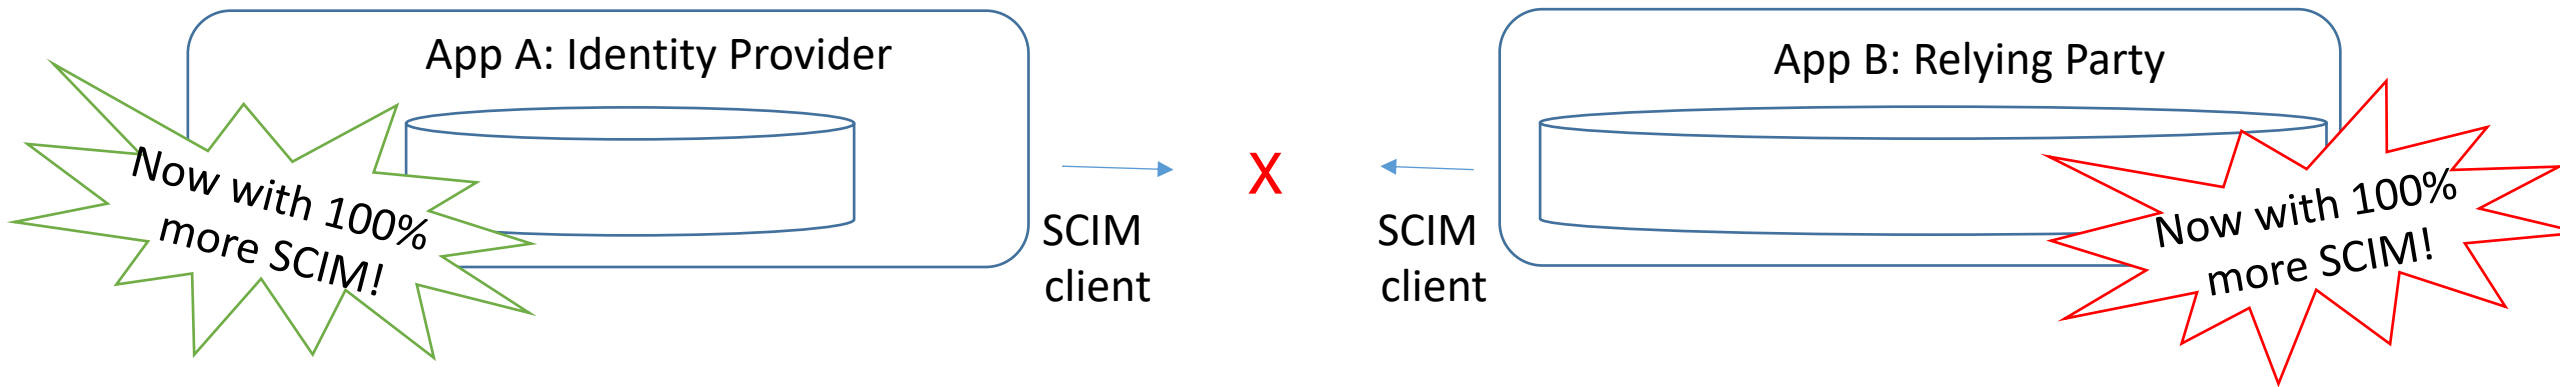 App A: Identity Provider
Now with 100%
more SCIM!
X
SCIM
client
SCIM
client
App B: Relying Party
Now with 100%
more SCIM!